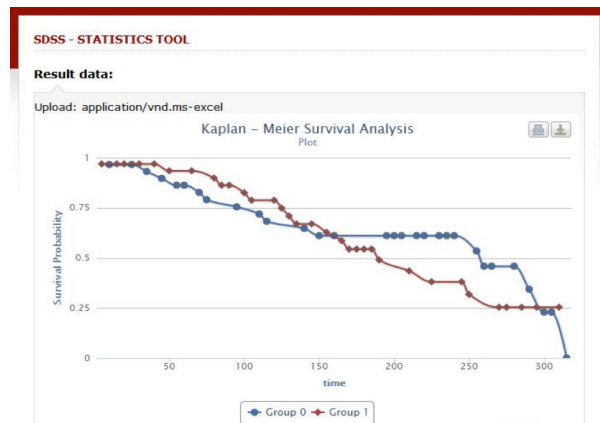 SDSS - STATISTICS TOOL
Result data:
Upload: application/vnd.ms-excel
Kaplan – Meier Survival Analysis
Plot
Survival Probability
1
0.75
0.5
0.25
0
50 100 150 200 250 300
time
Group 0 Group 1